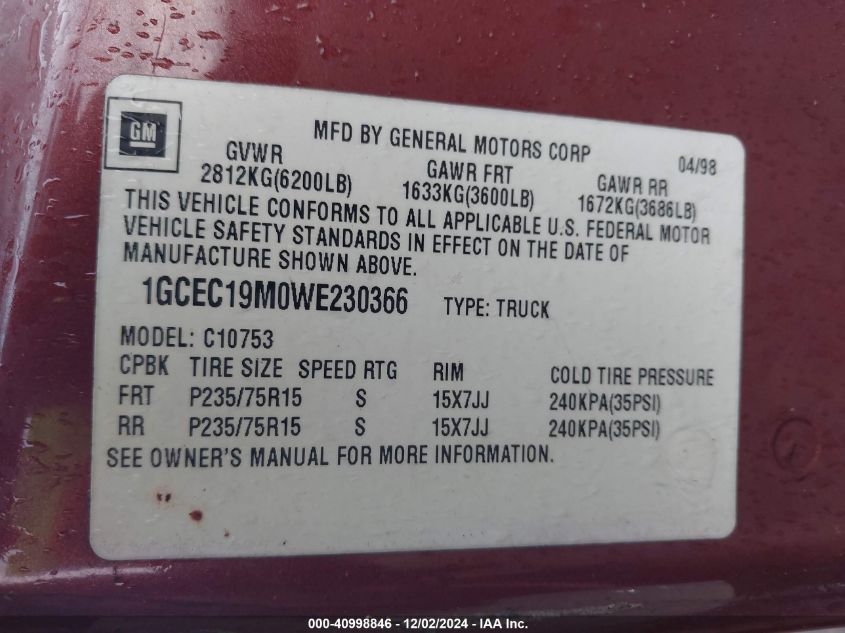 GM
MFD BY GENERAL MOTORS CORP 04/98
GVWR GAWR FRT GAWR RR
2812KG(6200LB) 1633KG(3600LB) 1672KG(3686LB)
THIS VEHICLE CONFORMS TO ALL APPLICABLE U.S. FEDERAL MOTOR
VEHICLE SAFETY STANDARDS IN EFFECT ON THE DATE OF
MANUFACTURE SHOWN ABOVE.
1GCEC19M0WE230366 TYPE: TRUCK
MODEL: C10753
CPBK TIRE SIZE SPEED RTG RIM COLD TIRE PRESSURE
FRT P235/75R15 S 15X7JJ 240KPA(35PSI)
RR P235/75R15 S 15X7JJ 240KPA(35PSI)
SEE OWNER'S MANUAL FOR MORE INFORMATION.
000-40998846 - 12/02/2024 - IAAI Inc.